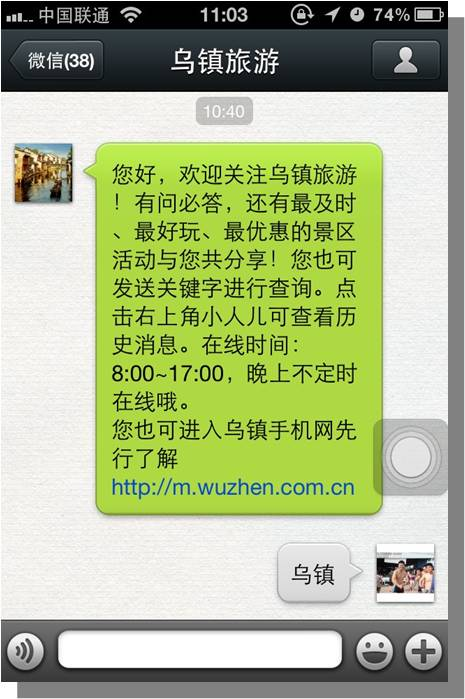 中国联通 11:03 74%
微信(38) 乌镇旅游
10:40
您好，欢迎关注乌镇旅游
！有问必答，还有最及时
、最好玩、最优惠的景区
活动与您共分享！您也可
发送关键字进行查询。点
击右上角小人儿可查看历
史消息。在线时间：
8:00~17:00，晚上不定时
在线哦。
您也可进入乌镇手机网先
行了解
http://m.wuzhen.com.cn
乌镇